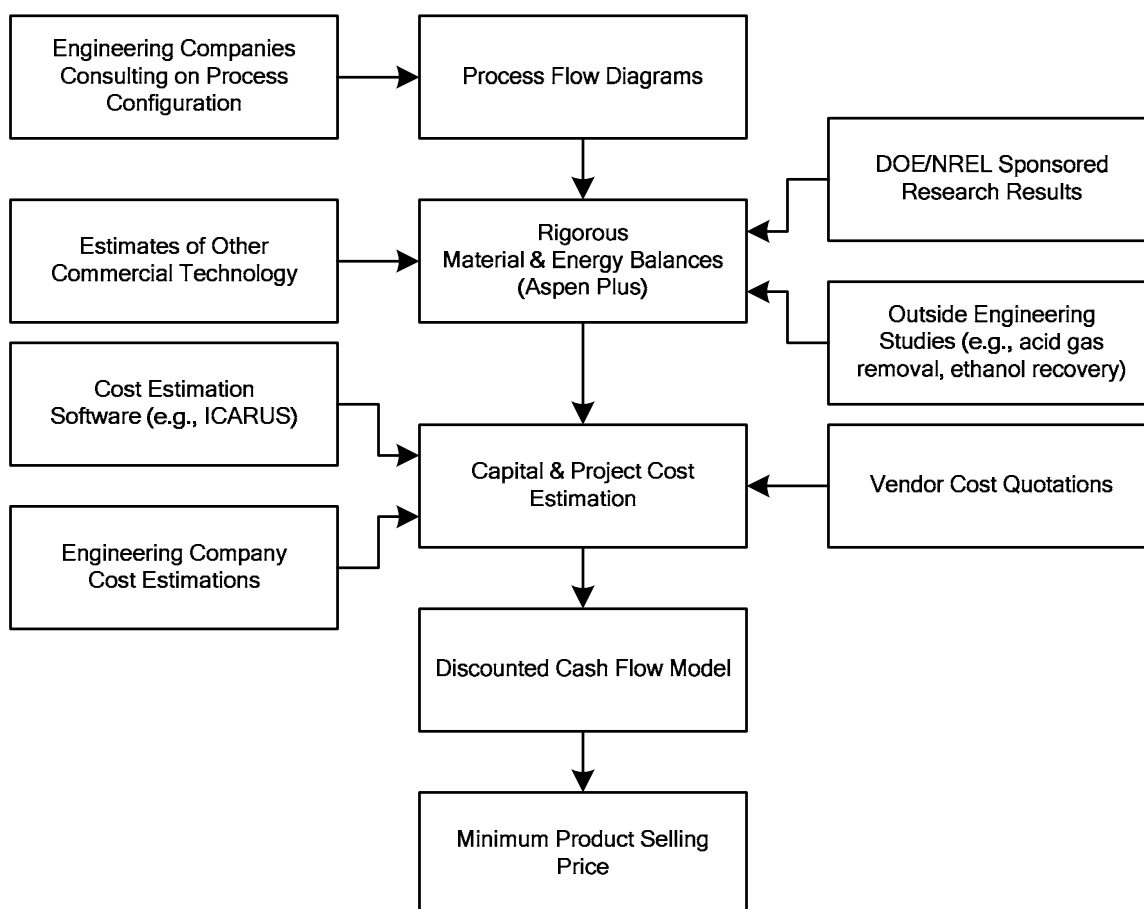 Engineering Companies
Consulting on Process
Configuration
Process Flow Diagrams
DOE/NREL Sponsored
Research Results
Estimates of Other
Commercial Technology
Rigorous
Material & Energy Balances
(Aspen Plus)
Outside Engineering
Studies (e.g., acid gas
removal, ethanol recovery)
Cost Estimation
Software (e.g., ICARUS)
Capital & Project Cost
Estimation
Vendor Cost Quotations
Engineering Company
Cost Estimations
Discounted Cash Flow Model
Minimum Product Selling
Price